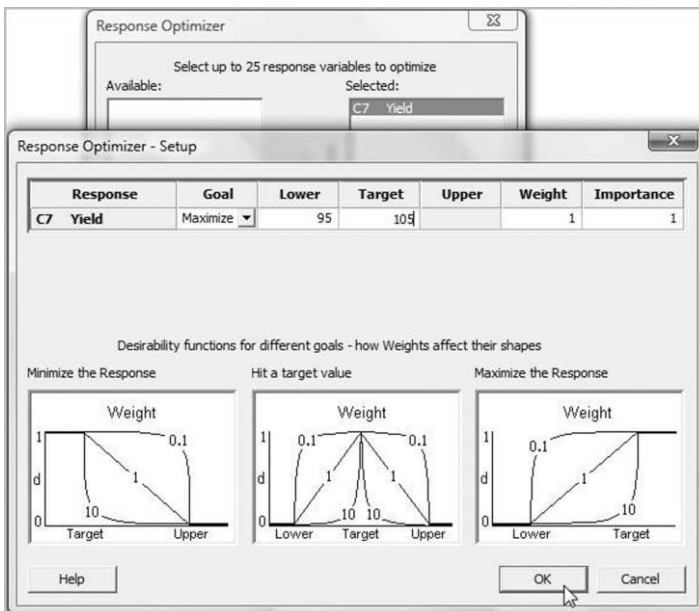 Response Optimizer
Select up to 25 response variables to optimize
Available:
Selected:
C7 Yield
Response Optimizer - Setup
Response Goal Lower Target Upper Weight Importance
C7 Yield Maximize 95 105 1 1
Desirability functions for different goals - how Weights affect their shapes
Minimize the Response
Weight
1
0.1
d
1
10
0
Target Upper
Hit a target value
Weight
1
0.1 0.1
d
1 1
10 10
0
Lower Target Upper
Maximize the Response
Weight
1
0.1
d
1
10
0
Lower Target
Help OK Cancel